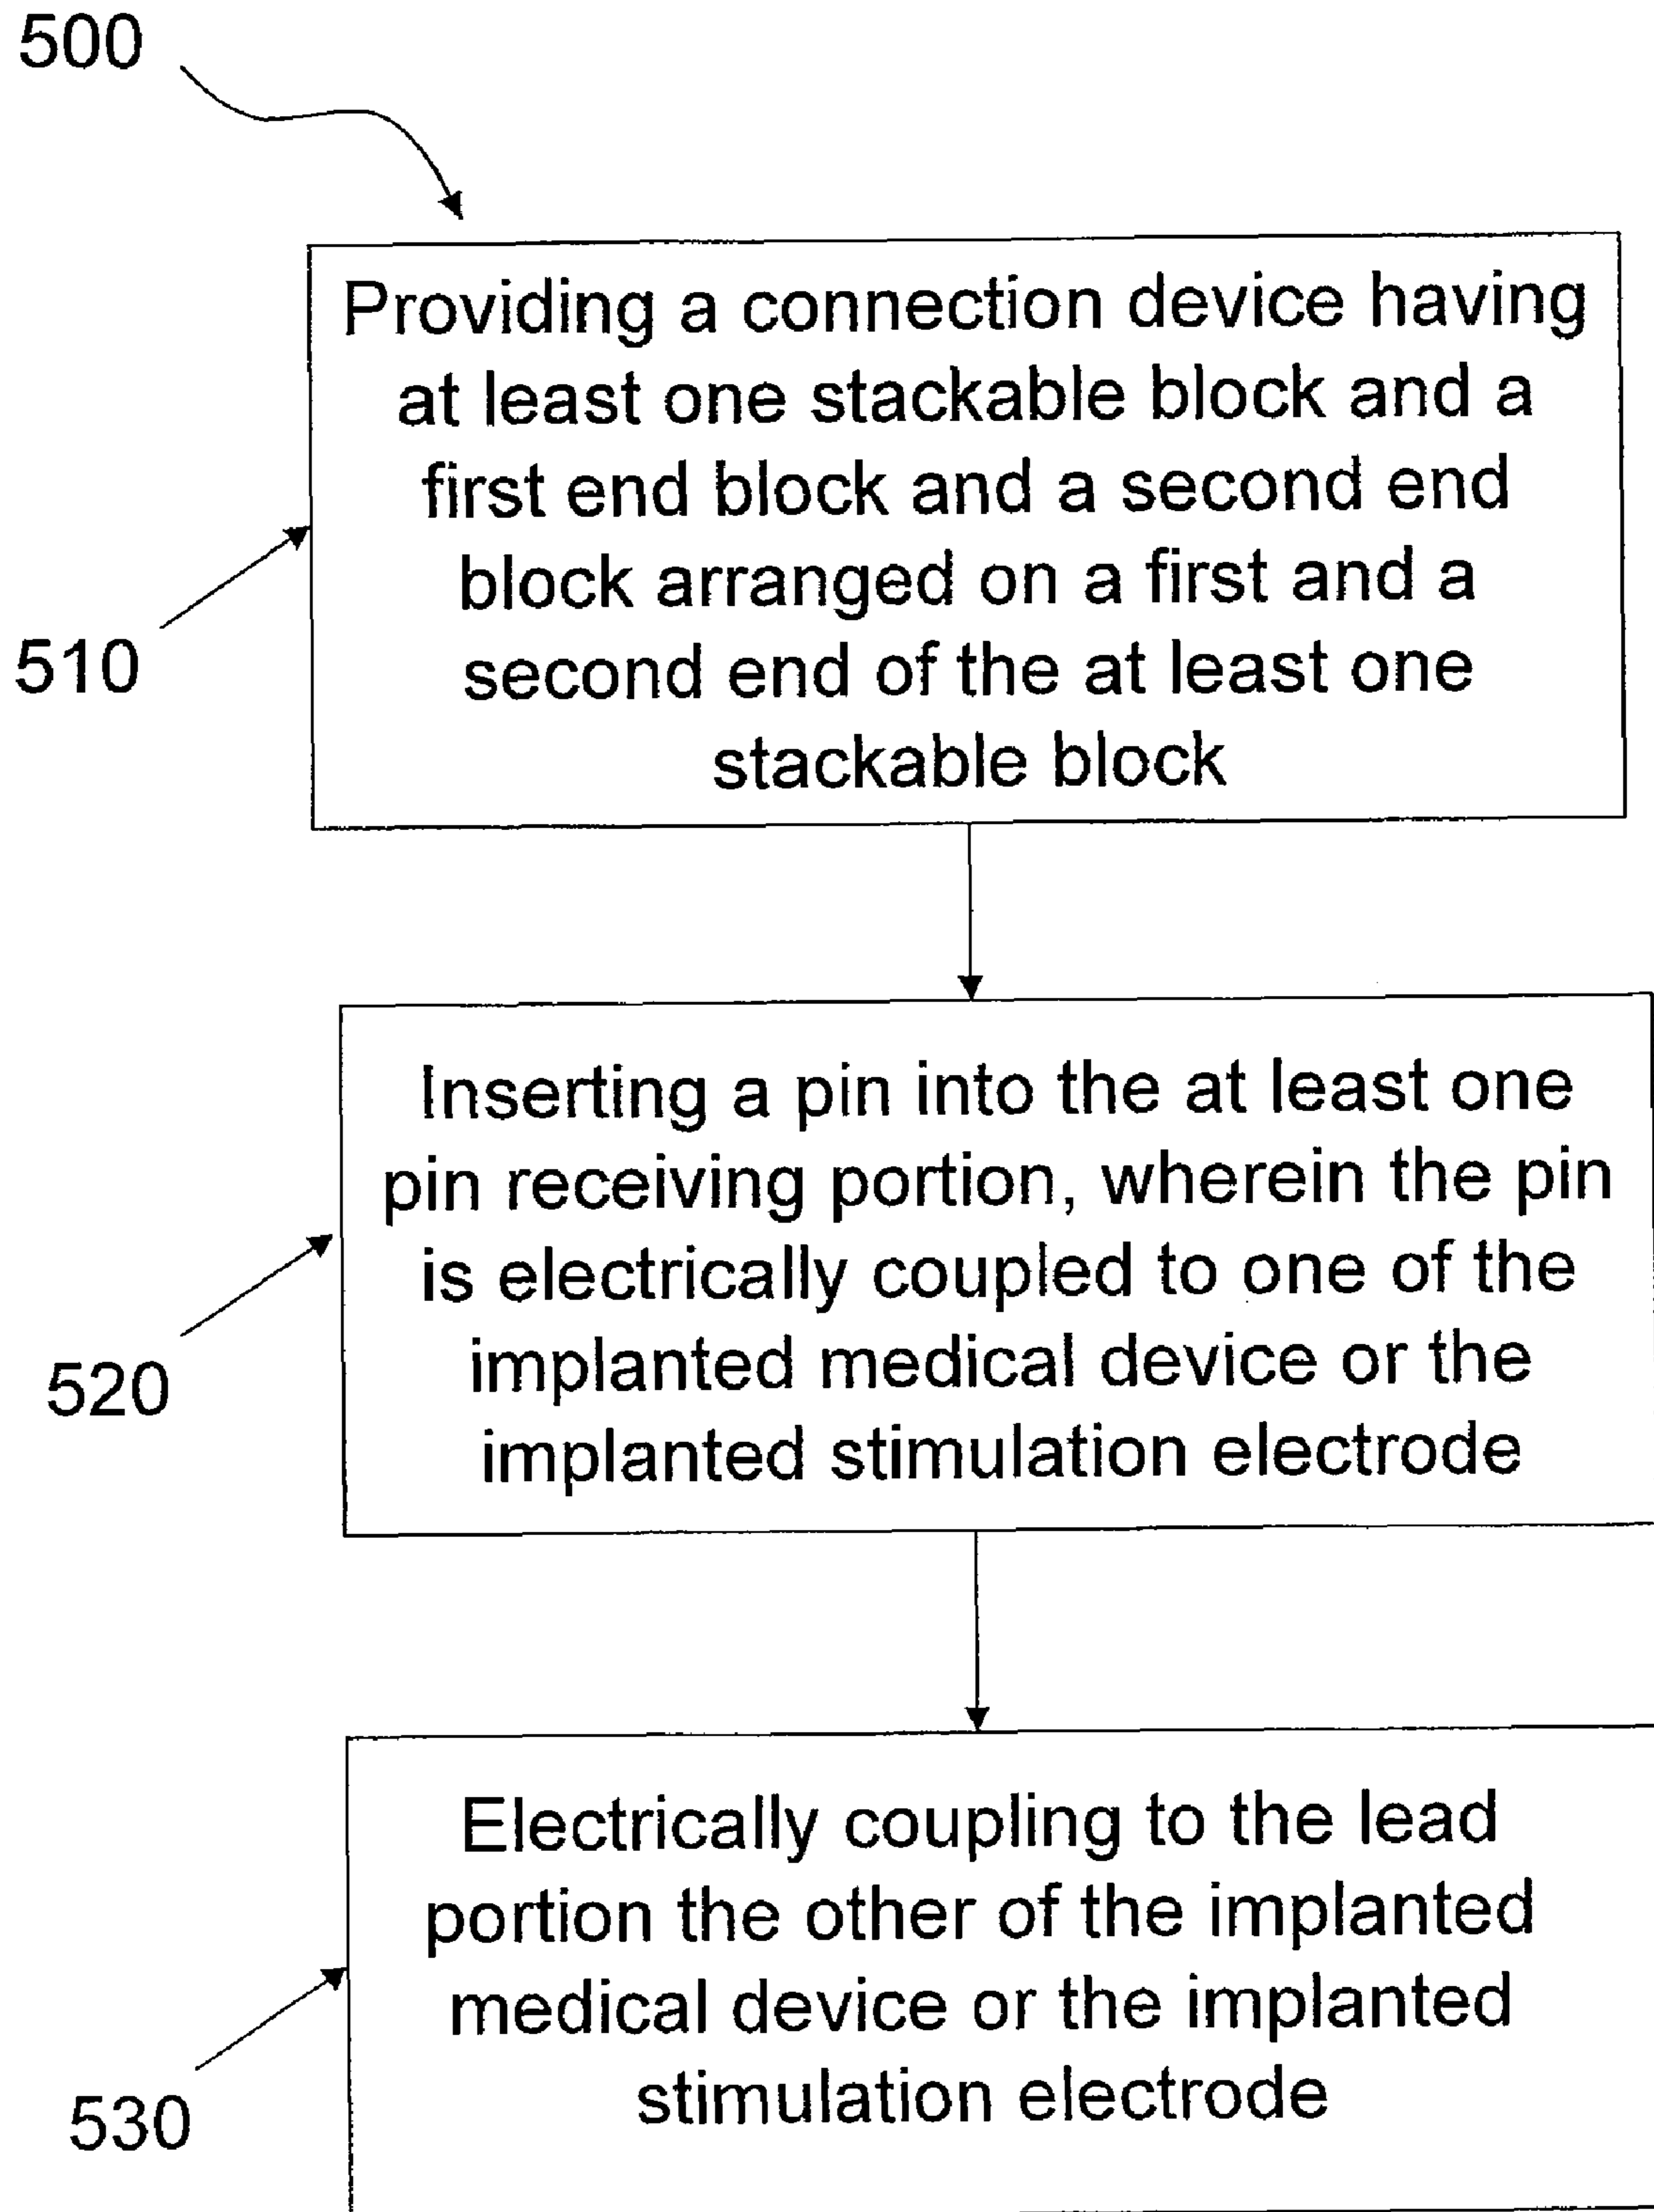 500
Providing a connection device having
at least one stackable block and a
first end block and a second end
block arranged on a first and a
second end of the at least one
stackable block
510
Inserting a pin into the at least one
pin receiving portion, wherein the pin
is electrically coupled to one of the
implanted medical device or the
implanted stimulation electrode
520
Electrically coupling to the lead
portion the other of the implanted
medical device or the implanted
stimulation electrode
530